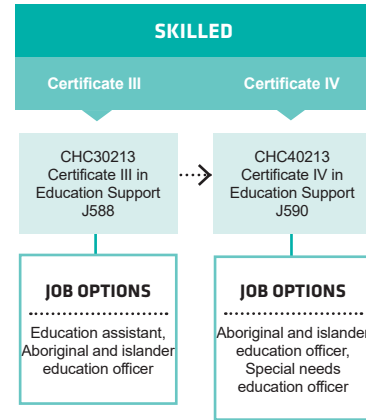 SKILLED
Certificate III
Certificate IV
CHC30213
Certificate III in
Education Support
J588
CHC40213
Certificate IV in
Education Support
J590
JOB OPTIONS
Education assistant,
Aboriginal and islander
education officer
JOB OPTIONS
Aboriginal and islander
education officer,
Special needs
education officer